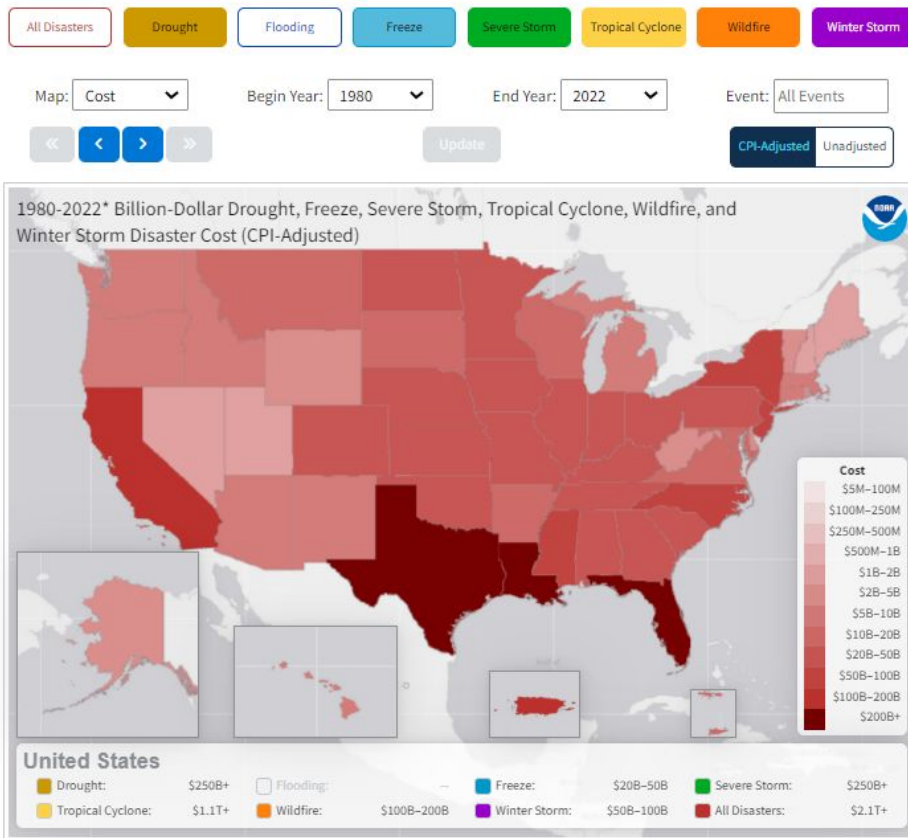 All Disasters
Drought
Flooding
Freeze
Severe Storm
Tropical Cyclone
Wildfire
Winter Storm
Map: Cost
Begin Year: 1980
End Year: 2022
Event: All Events
«
<
>
»
Update
CPI-Adjusted
Unadjusted
1980-2022* Billion-Dollar Drought, Freeze, Severe Storm, Tropical Cyclone, Wildfire, and
Winter Storm Disaster Cost (CPI-Adjusted)
NOAA
Cost
$5M–100M
$100M–250M
$250M–500M
$500M–1B
$1B–2B
$2B–5B
$5B–10B
$10B–20B
$20B–50B
$50B–100B
$100B–200B
$200B+
United States
Drought: $250B+
Flooding: --
Freeze: $20B–50B
Severe Storm: $250B+
Tropical Cyclone: $1.1T+
Wildfire: $100B–200B
Winter Storm: $50B–100B
All Disasters: $2.1T+